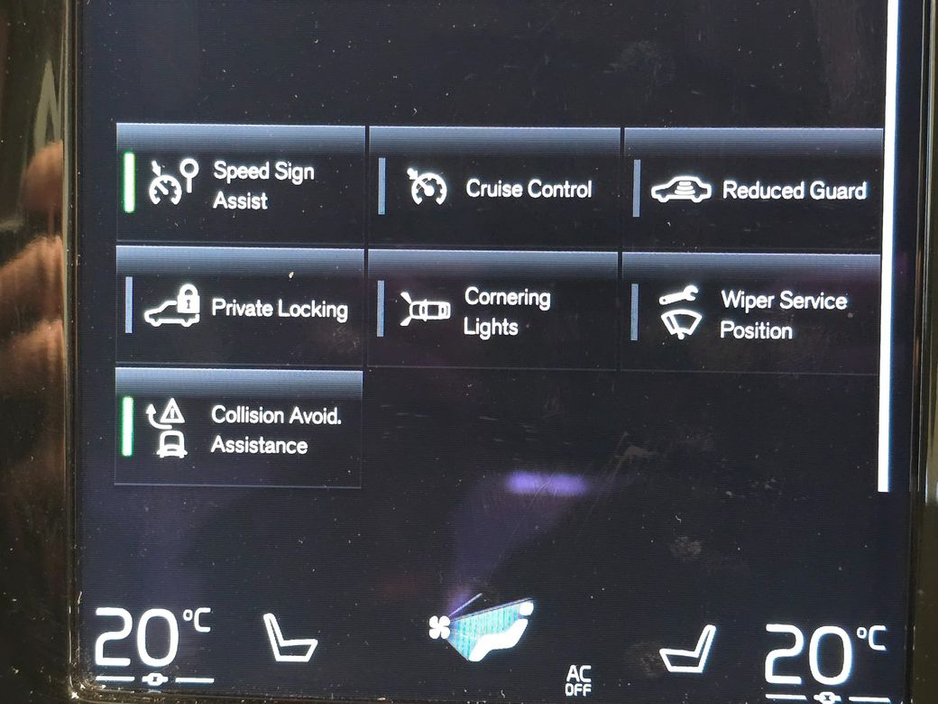 Speed Sign
Assist
Cruise Control
Reduced Guard
Private Locking
Cornering
Lights
Wiper Service
Position
Collision Avoid.
Assistance
20°C
AC
OFF
20°C